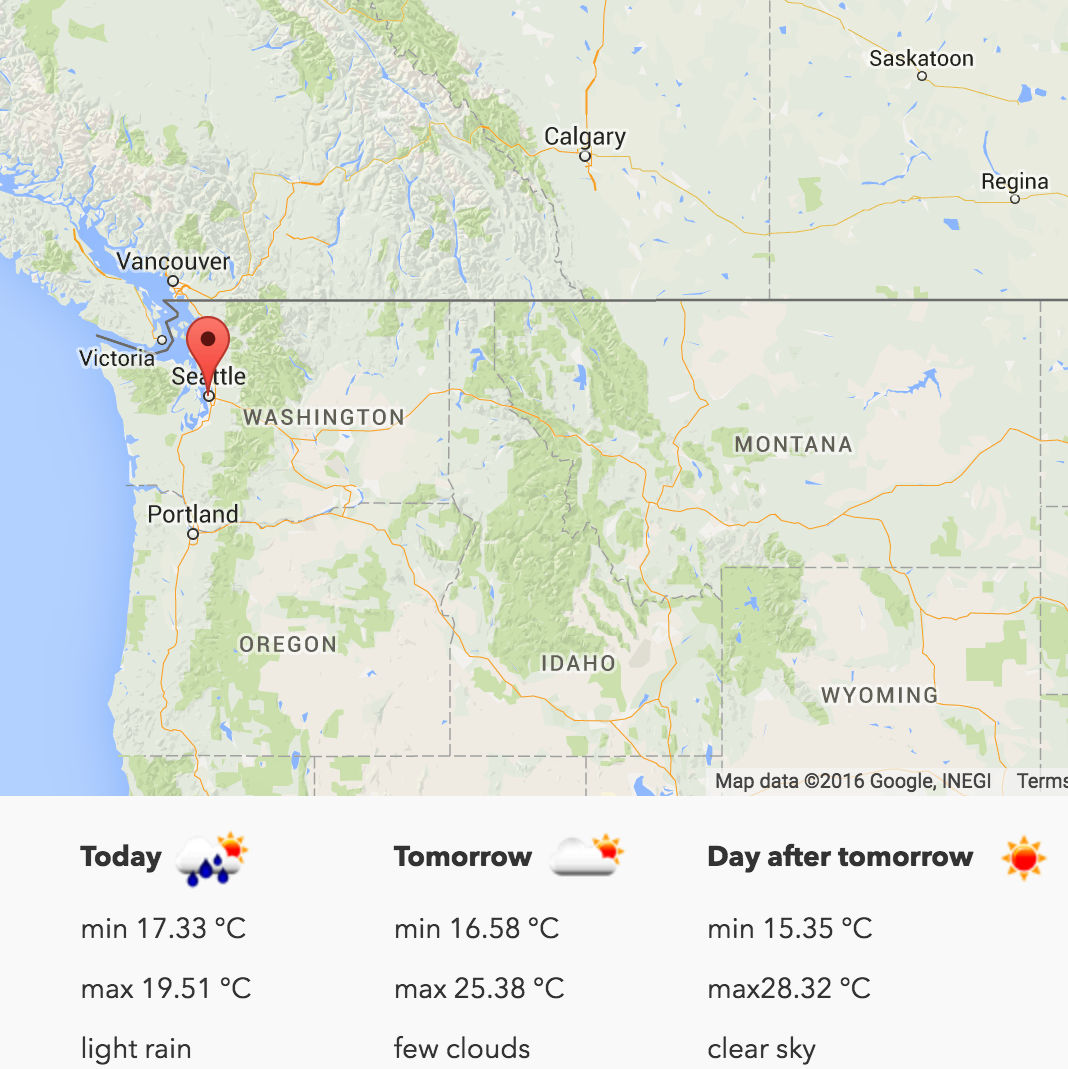 Saskatoon
Calgary
Regina
Vancouver
Victoria
Seattle
WASHINGTON
MONTANA
Portland
OREGON
IDAHO
WYOMING
Map data ©2016 Google, INEGI Terms
Today Tomorrow Day after tomorrow
min 17.33 °C min 16.58 °C min 15.35 °C
max 19.51 °C max 25.38 °C max28.32 °C
light rain few clouds clear sky